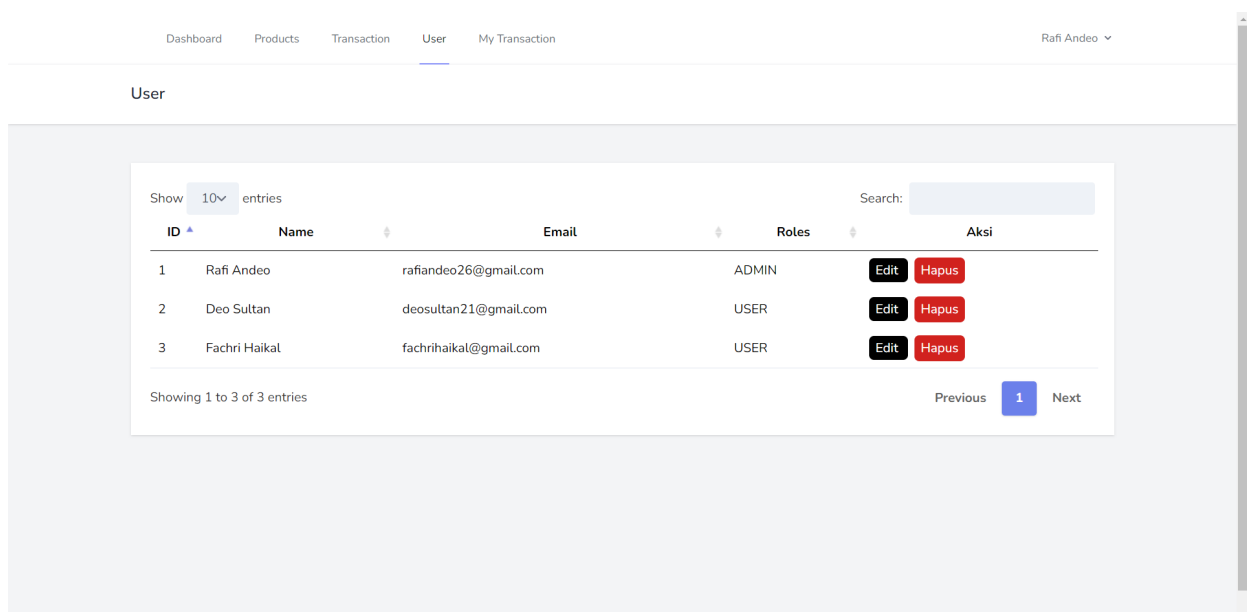 Dashboard Products Transaction User My Transaction Rafi Andeo
User
Show 10 entries Search:
ID Name Email Roles Aksi
1 Rafi Andeo rafiandeo26@gmail.com ADMIN Edit Hapus
2 Deo Sultan deosultan21@gmail.com USER Edit Hapus
3 Fachri Haikal fachrihaikal@gmail.com USER Edit Hapus
Showing 1 to 3 of 3 entries Previous 1 Next